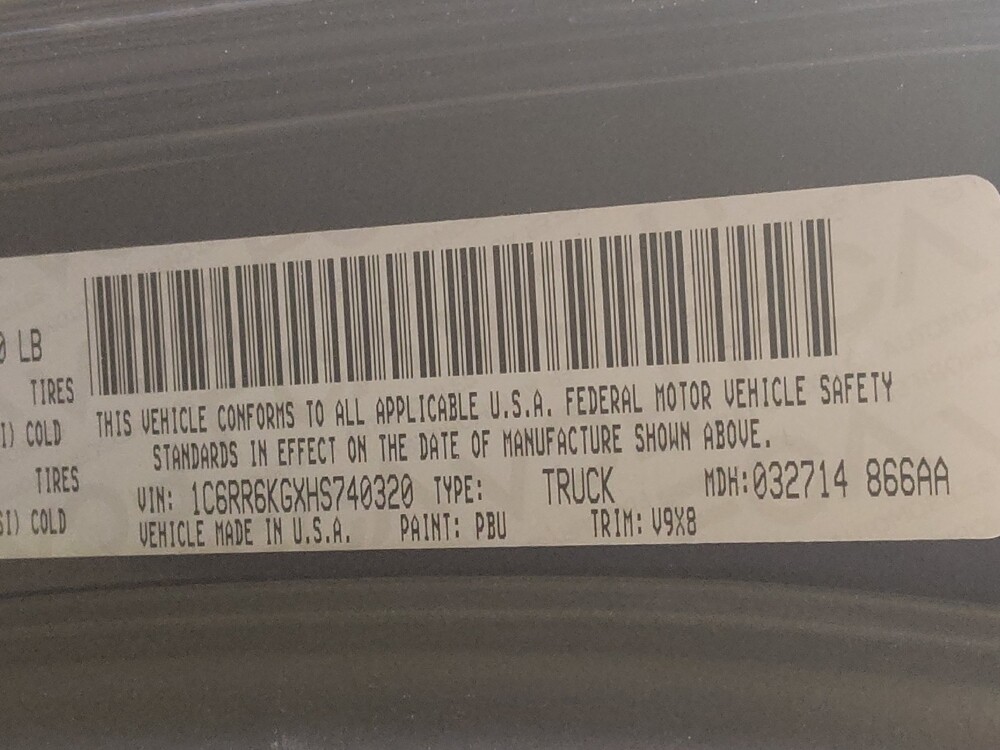 0 LB
TIRES
THIS VEHICLE CONFORMS TO ALL APPLICABLE U.S.A. FEDERAL MOTOR VEHICLE SAFETY
I) COLD
STANDARDS IN EFFECT ON THE DATE OF MANUFACTURE SHOWN ABOVE.
TIRES
VIN: 1C6RR6KGXHS740320 TYPE: TRUCK MDH:032714 866AA
SI) COLD
VEHICLE MADE IN U.S.A. PAINT: PBU TRIM: V9X8